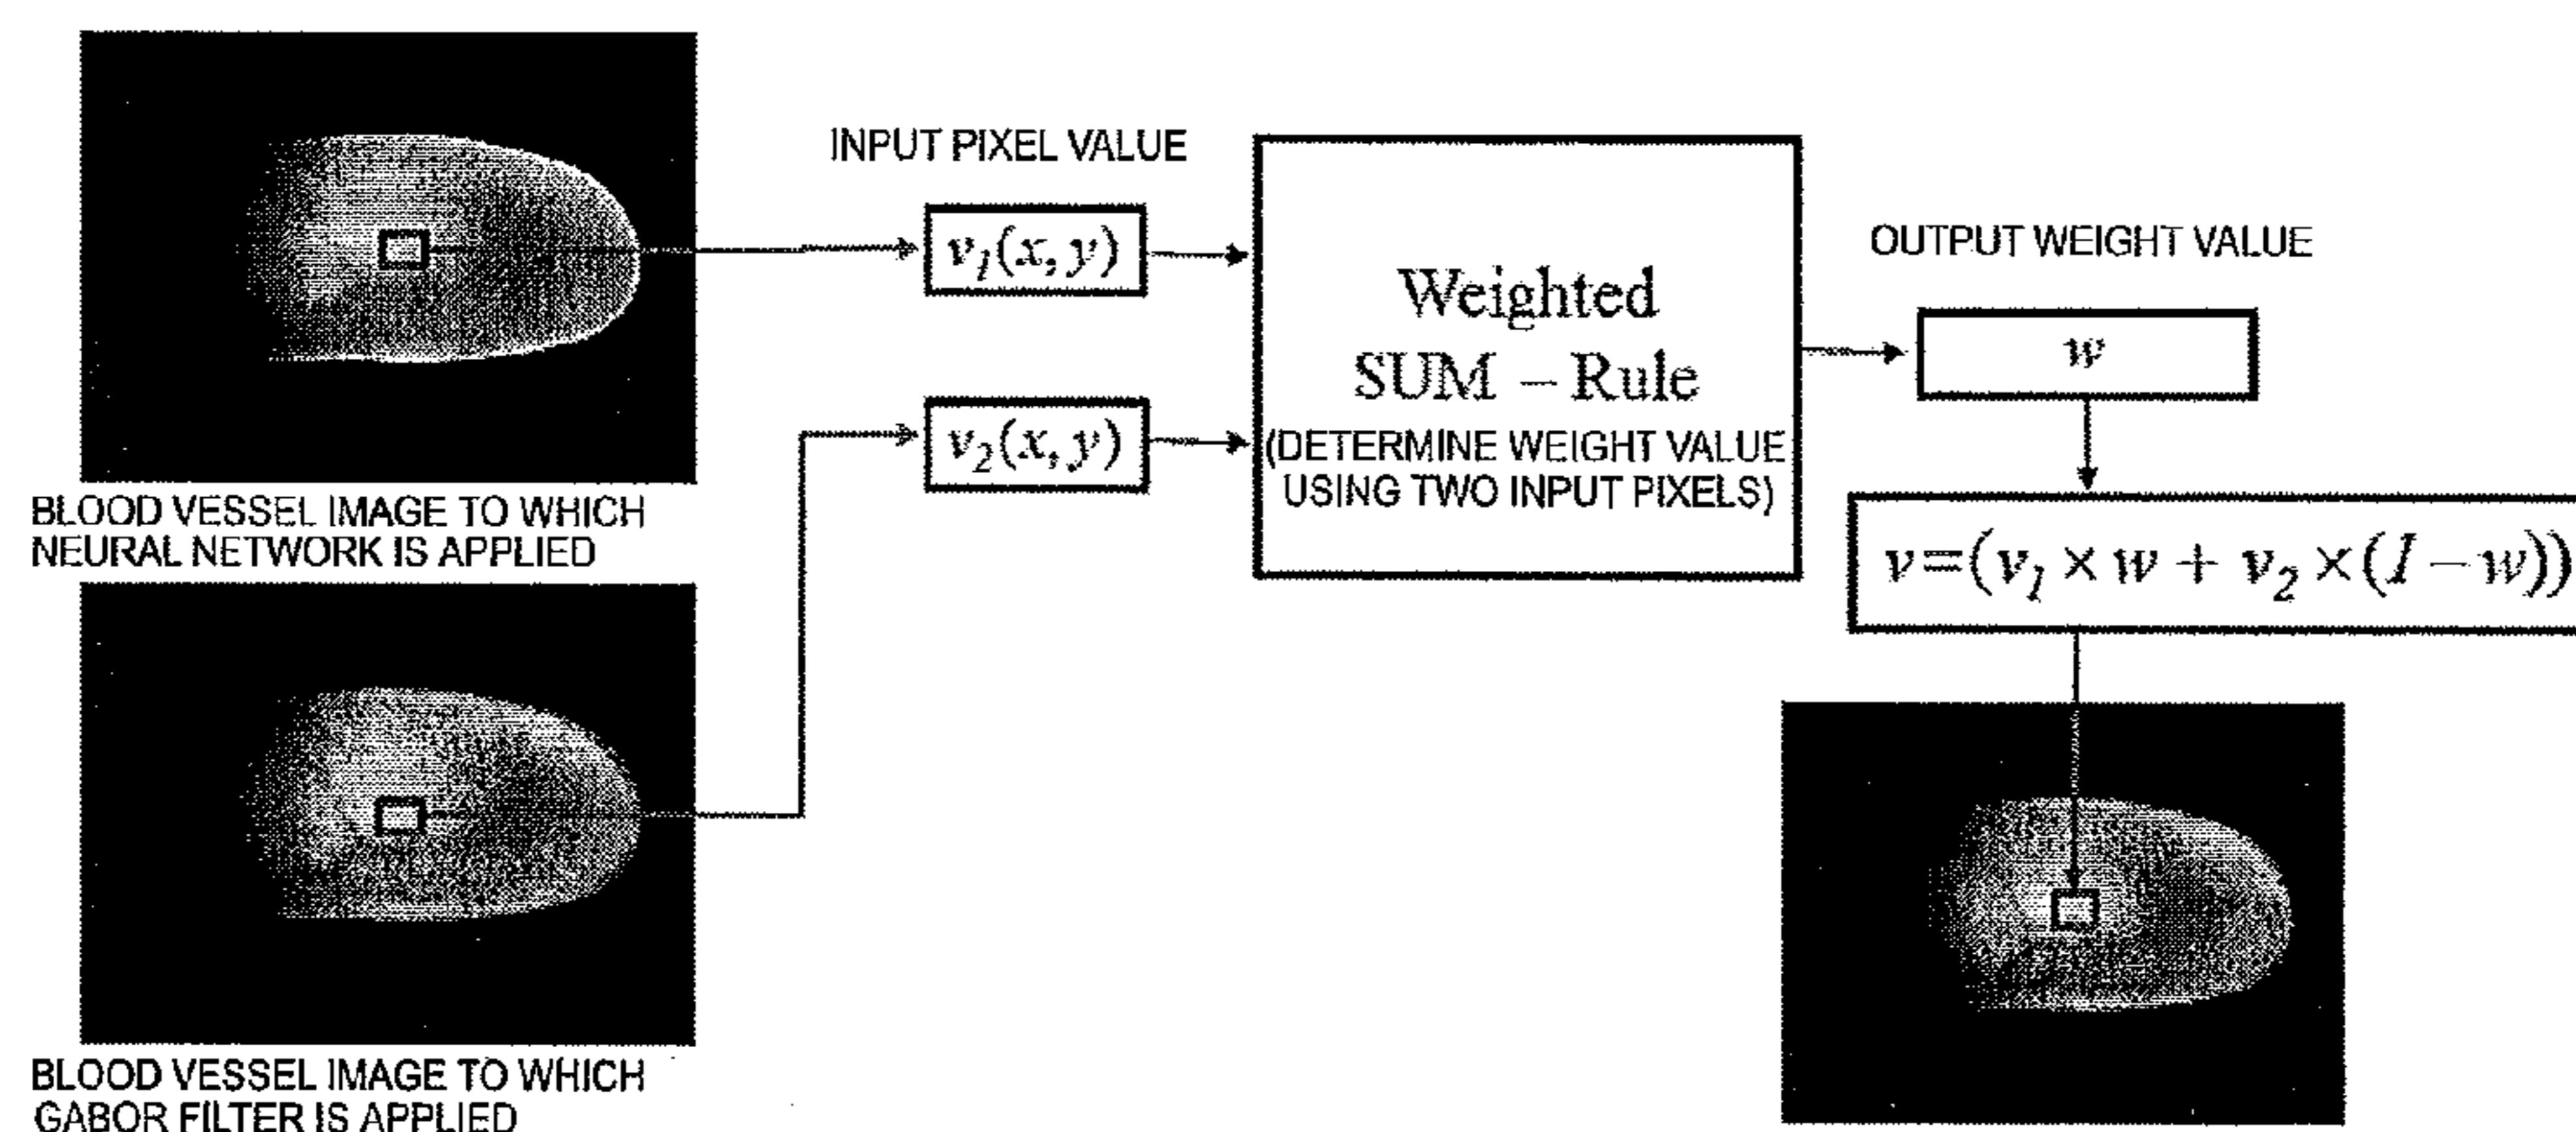 INPUT PIXEL VALUE
v₁(x, y)
v₂(x, y)
Weighted
SUM – Rule
(DETERMINE WEIGHT VALUE
USING TWO INPUT PIXELS)
OUTPUT WEIGHT VALUE
w
v=(v₁ × w + v₂ × (1 – w))
BLOOD VESSEL IMAGE TO WHICH
NEURAL NETWORK IS APPLIED
BLOOD VESSEL IMAGE TO WHICH
GABOR FILTER IS APPLIED